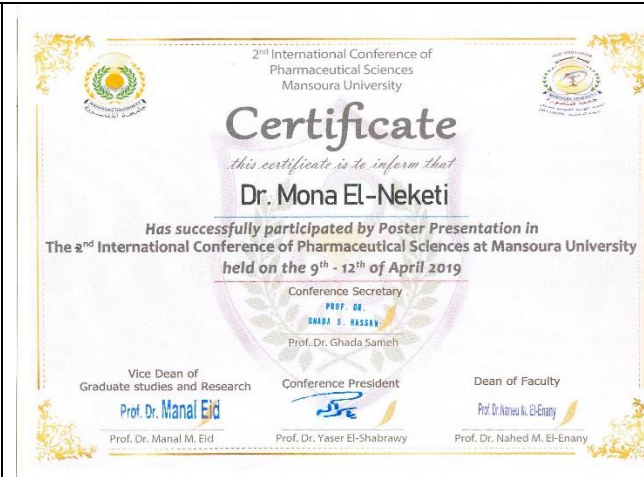 2nd International Conference of
Pharmaceutical Sciences
Mansoura University
Certificate
this certificate is to inform that
Dr. Mona El-Neketi
Has successfully participated by Poster Presentation in
The 2nd International Conference of Pharmaceutical Sciences at Mansoura University
held on the 9th - 12th of April 2019
Conference Secretary
PROF. DR.
GHADA S. HASSAN
Prof. Dr. Ghada Sameh
Vice Dean of
Graduate studies and Research
Prof. Dr. Manal Eid
Prof. Dr. Manal M. Eid
Conference President
Prof. Dr. Yaser El-Shabrawy
Dean of Faculty
Prof. Dr. Nahed M. El-Enany
Prof. Dr. Nahed M. El-Enany